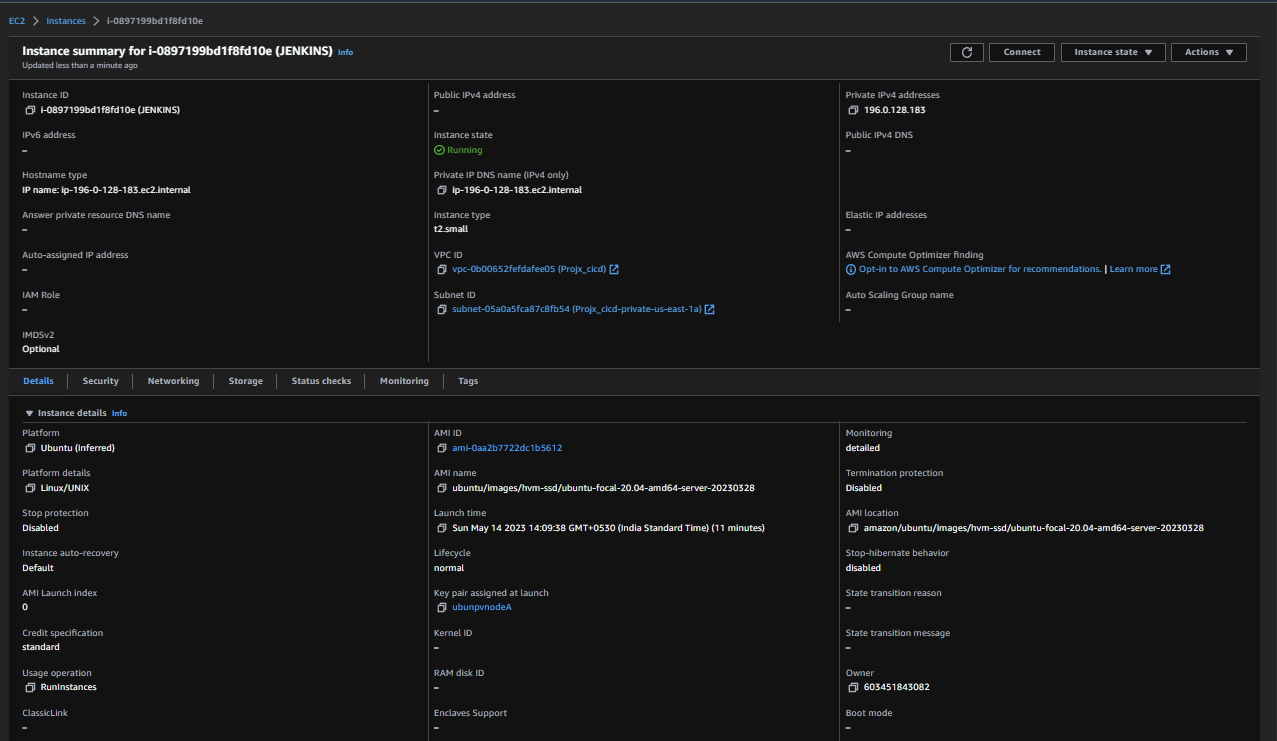 EC2 > Instances > i-0897199bd1f8fd10e
Instance summary for i-0897199bd1f8fd10e (JENKINS) Info
Updated less than a minute ago
Connect
Instance state
Actions
Instance ID
i-0897199bd1f8fd10e (JENKINS)
Public IPv4 address
–
Private IPv4 addresses
196.0.128.183
IPv6 address
–
Instance state
Running
Public IPv4 DNS
–
Hostname type
IP name: ip-196-0-128-183.ec2.internal
Private IP DNS name (IPv4 only)
ip-196-0-128-183.ec2.internal
Answer private resource DNS name
–
Instance type
t2.small
Elastic IP addresses
–
Auto-assigned IP address
–
VPC ID
vpc-0b00652fefdafee05 (Projx_cicd)
AWS Compute Optimizer finding
Opt-in to AWS Compute Optimizer for recommendations. | Learn more
IAM Role
–
Subnet ID
subnet-05a0a5fca87c8fb54 (Projx_cicd-private-us-east-1a)
Auto Scaling Group name
–
IMDSv2
Optional
Details
Security
Networking
Storage
Status checks
Monitoring
Tags
Instance details Info
Platform
Ubuntu (Inferred)
AMI ID
ami-0aa2b7722dc1b5612
Monitoring
detailed
Platform details
Linux/UNIX
AMI name
ubuntu/images/hvm-ssd/ubuntu-focal-20.04-amd64-server-20230328
Termination protection
Disabled
Stop protection
Disabled
Launch time
Sun May 14 2023 14:09:38 GMT+0530 (India Standard Time) (11 minutes)
AMI location
amazon/ubuntu/images/hvm-ssd/ubuntu-focal-20.04-amd64-server-20230328
Instance auto-recovery
Default
Lifecycle
normal
Stop-hibernate behavior
disabled
AMI Launch index
0
Key pair assigned at launch
ubunpvnodeA
State transition reason
–
Credit specification
standard
Kernel ID
–
State transition message
–
Usage operation
RunInstances
RAM disk ID
–
Owner
603451843082
ClassicLink
–
Enclaves Support
–
Boot mode
–